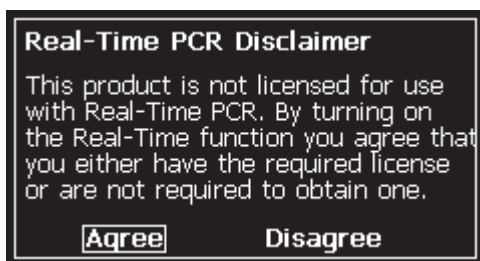 Real-Time PCR Disclaimer
This product is not licensed for use
with Real-Time PCR. By turning on
the Real-Time function you agree that
you either have the required license
or are not required to obtain one.
Agree Disagree